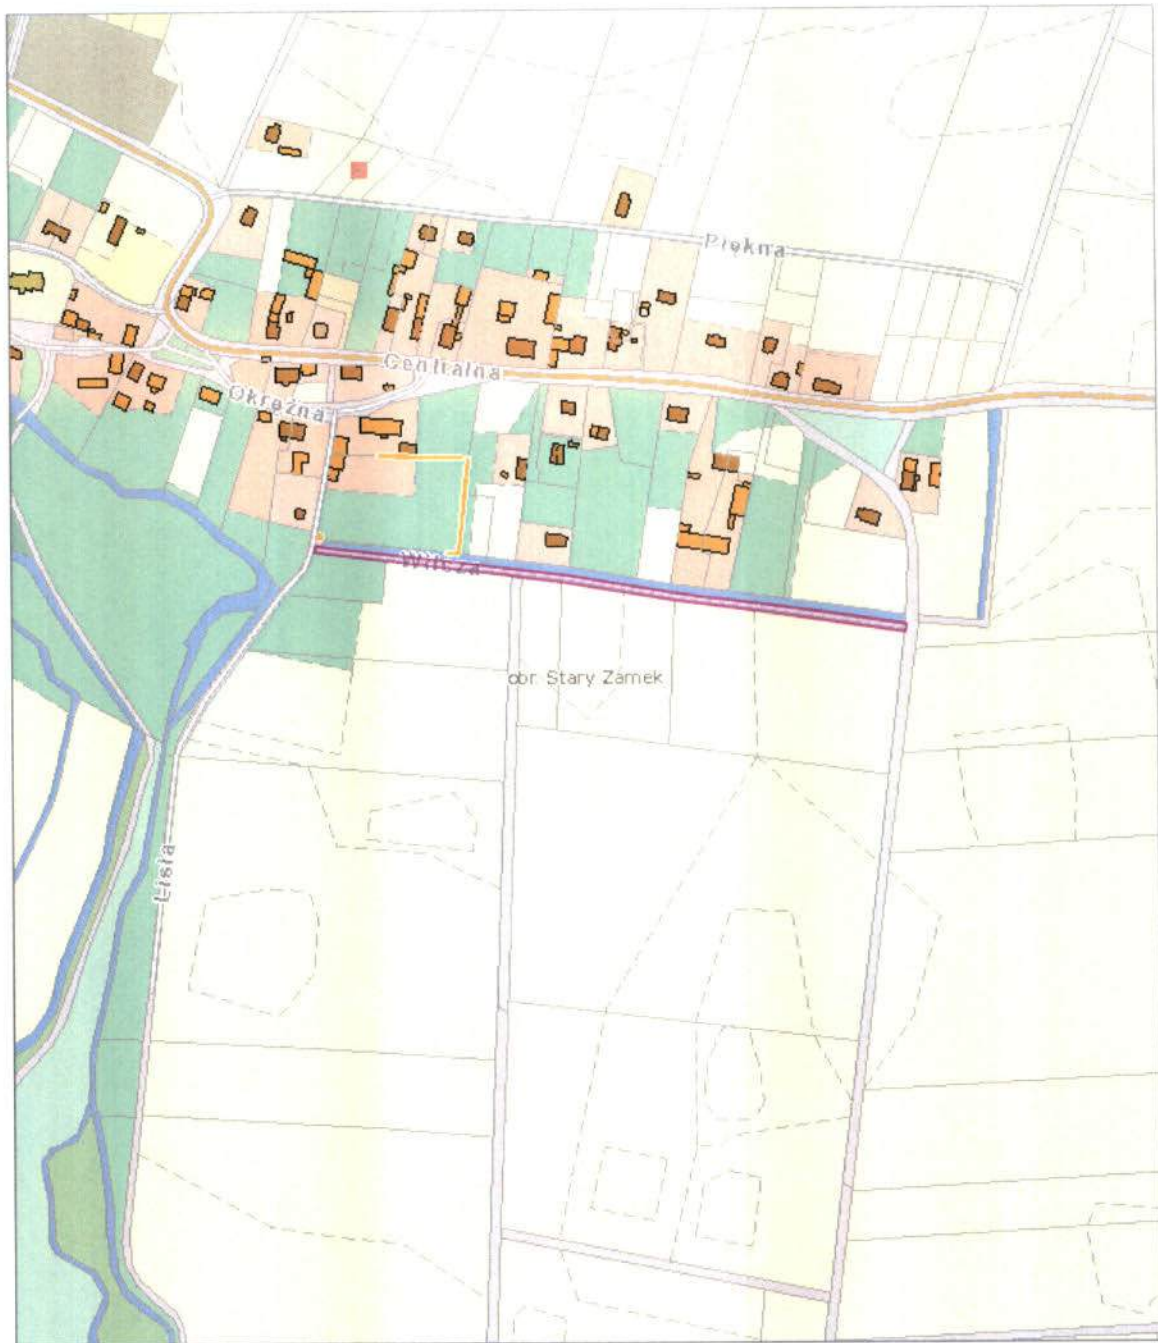 Piękna
Centralna
Okrężna
Wilcza
obr. Stary Zamek
Lisia